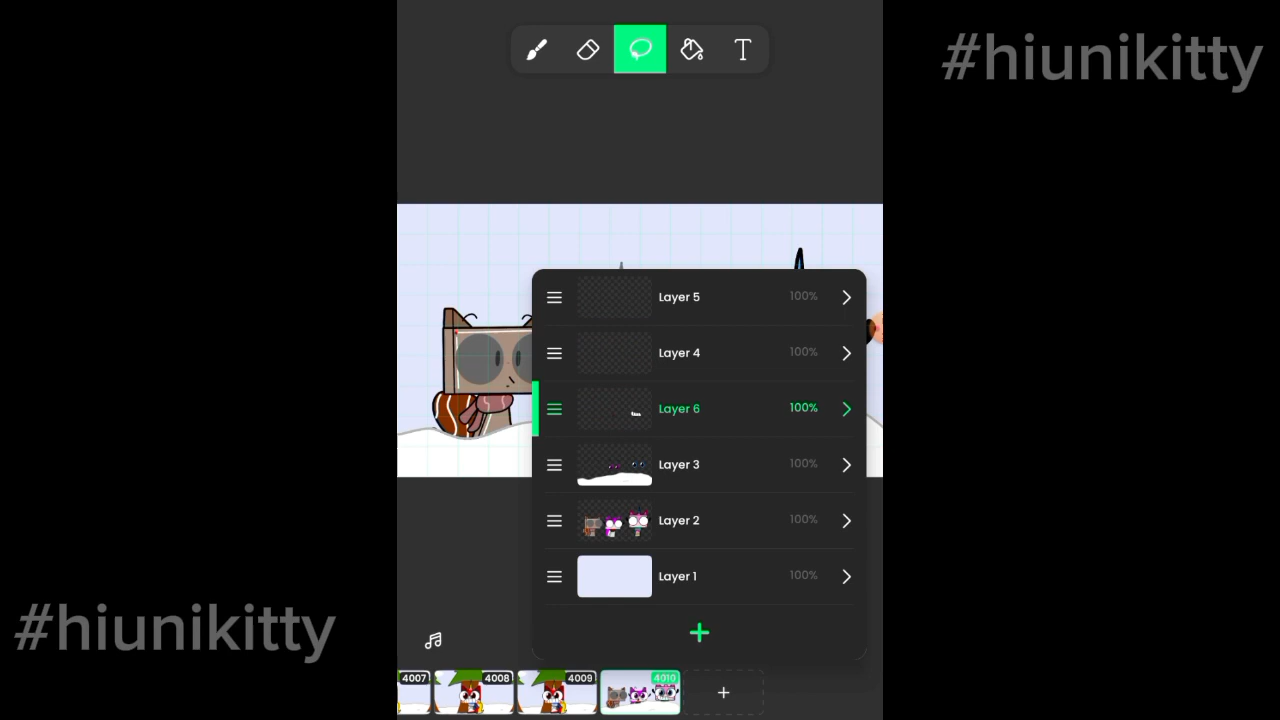 #hiunikitty
T
Layer 5 100%
Layer 4 100%
Layer 6 100%
Layer 3 100%
Layer 2 100%
Layer 1 100%
#hiunikitty
4007 4008 4009 4010